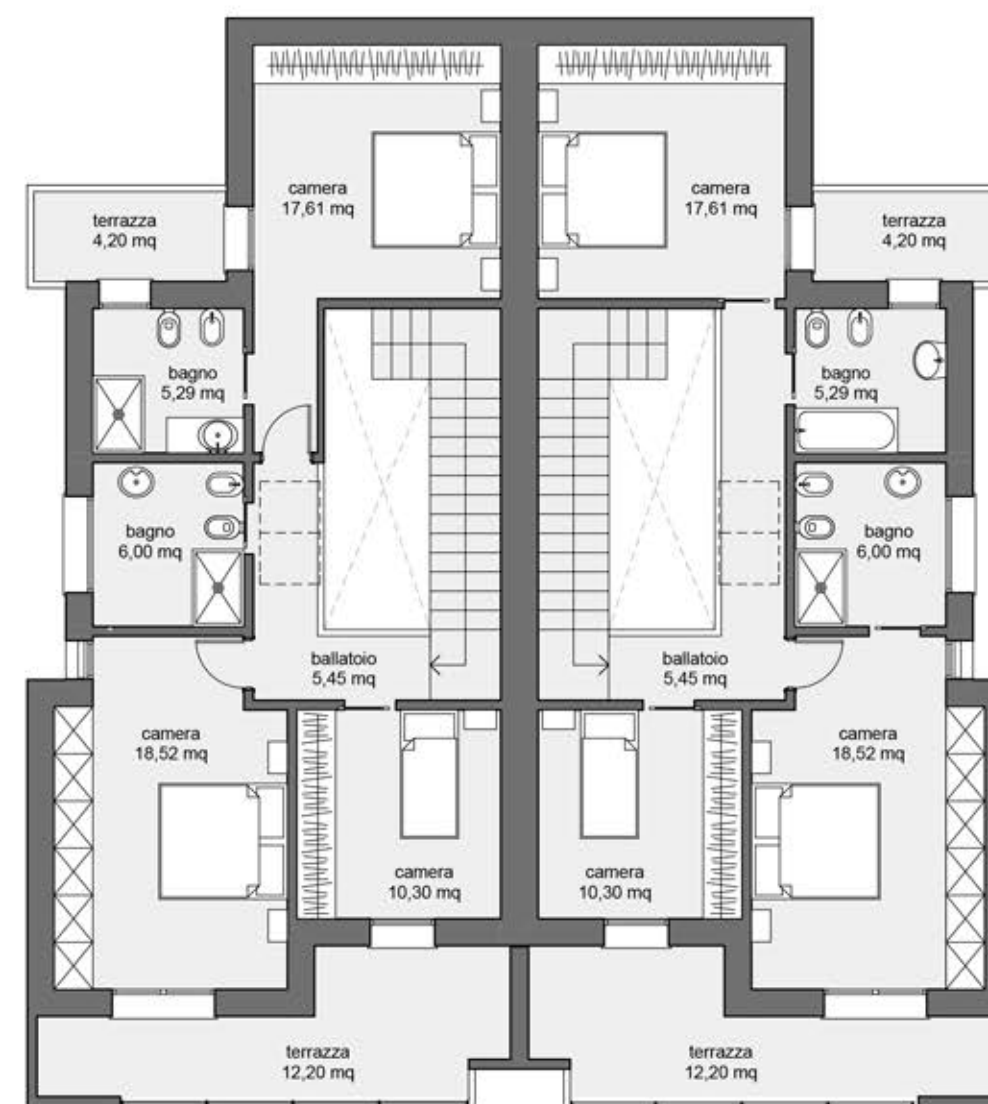 camera
17,61 mq
camera
17,61 mq
terrazza
4,20 mq
terrazza
4,20 mq
bagno
5,29 mq
bagno
5,29 mq
bagno
6,00 mq
bagno
6,00 mq
ballatoio
5,45 mq
ballatoio
5,45 mq
camera
18,52 mq
camera
18,52 mq
camera
10,30 mq
camera
10,30 mq
terrazza
12,20 mq
terrazza
12,20 mq